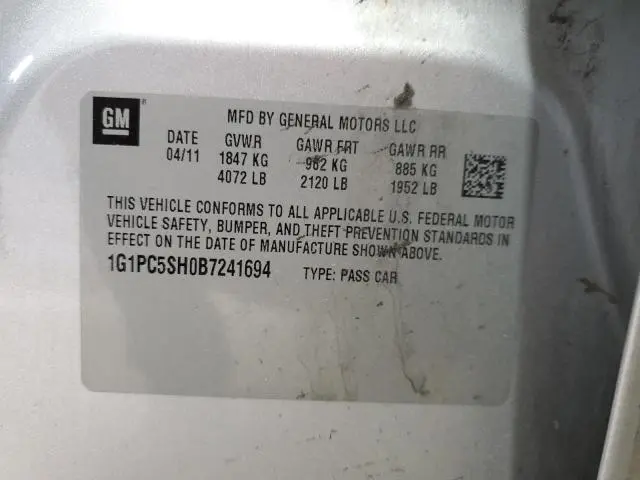 GM ®
MFD BY GENERAL MOTORS LLC
DATE GVWR GAWR FRT GAWR RR
04/11 1847 KG 962 KG 885 KG
4072 LB 2120 LB 1952 LB
THIS VEHICLE CONFORMS TO ALL APPLICABLE U.S. FEDERAL MOTOR
VEHICLE SAFETY, BUMPER, AND THEFT PREVENTION STANDARDS IN
EFFECT ON THE DATE OF MANUFACTURE SHOWN ABOVE.
1G1PC5SH0B7241694 TYPE: PASS CAR